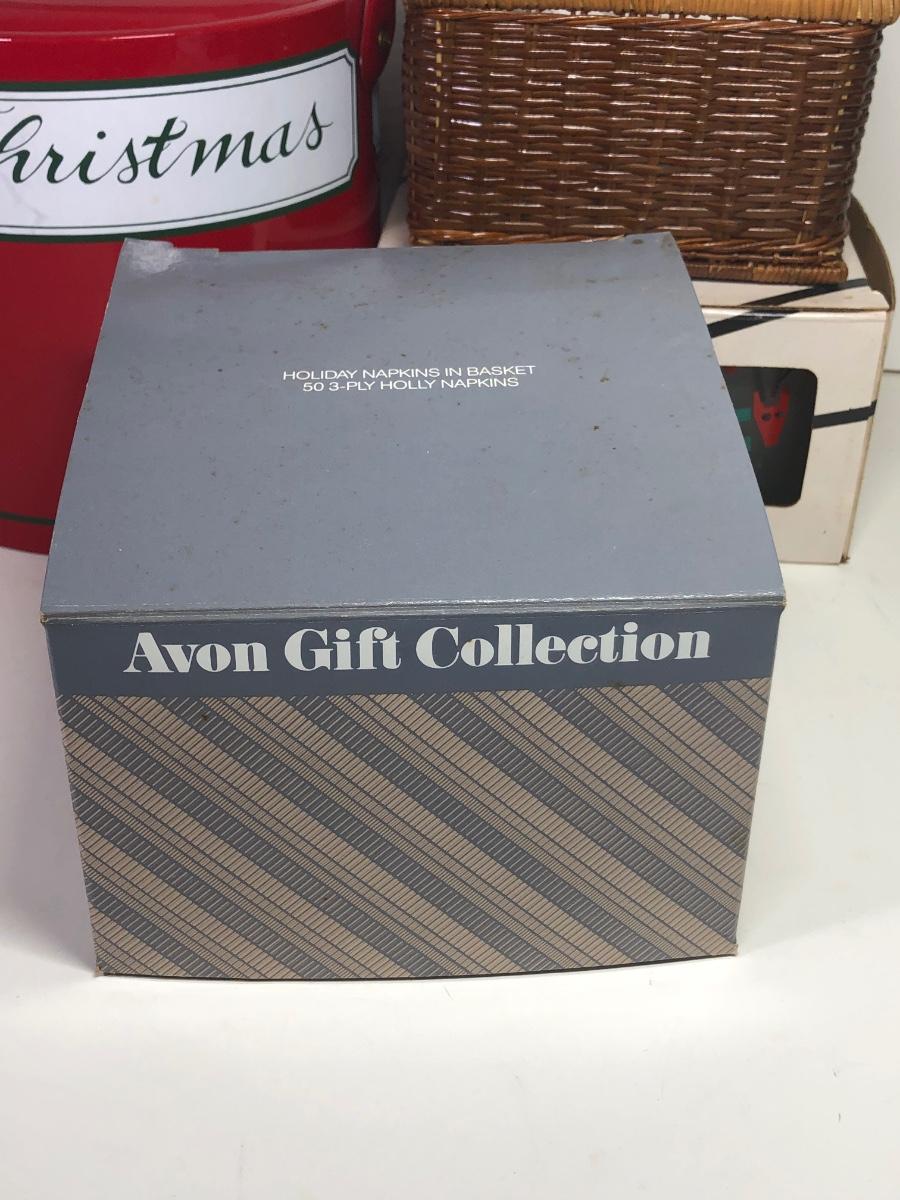 Christmas
HOLIDAY NAPKINS IN BASKET
50 3-PLY HOLLY NAPKINS
Avon Gift Collection